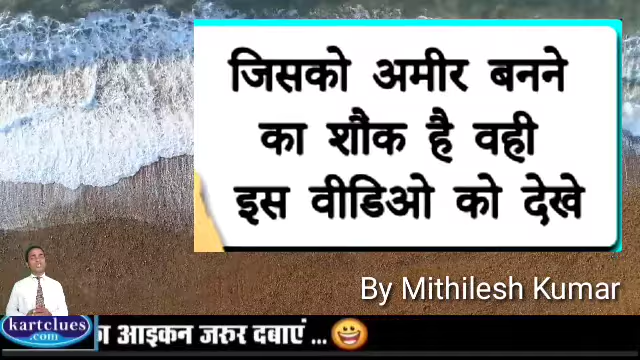 जिसको अमीर बनने
का शौंक है वही
इस वीडिओ को देखे
By Mithilesh Kumar
kartclues
.com
आइकन जरुर दबाएं ...